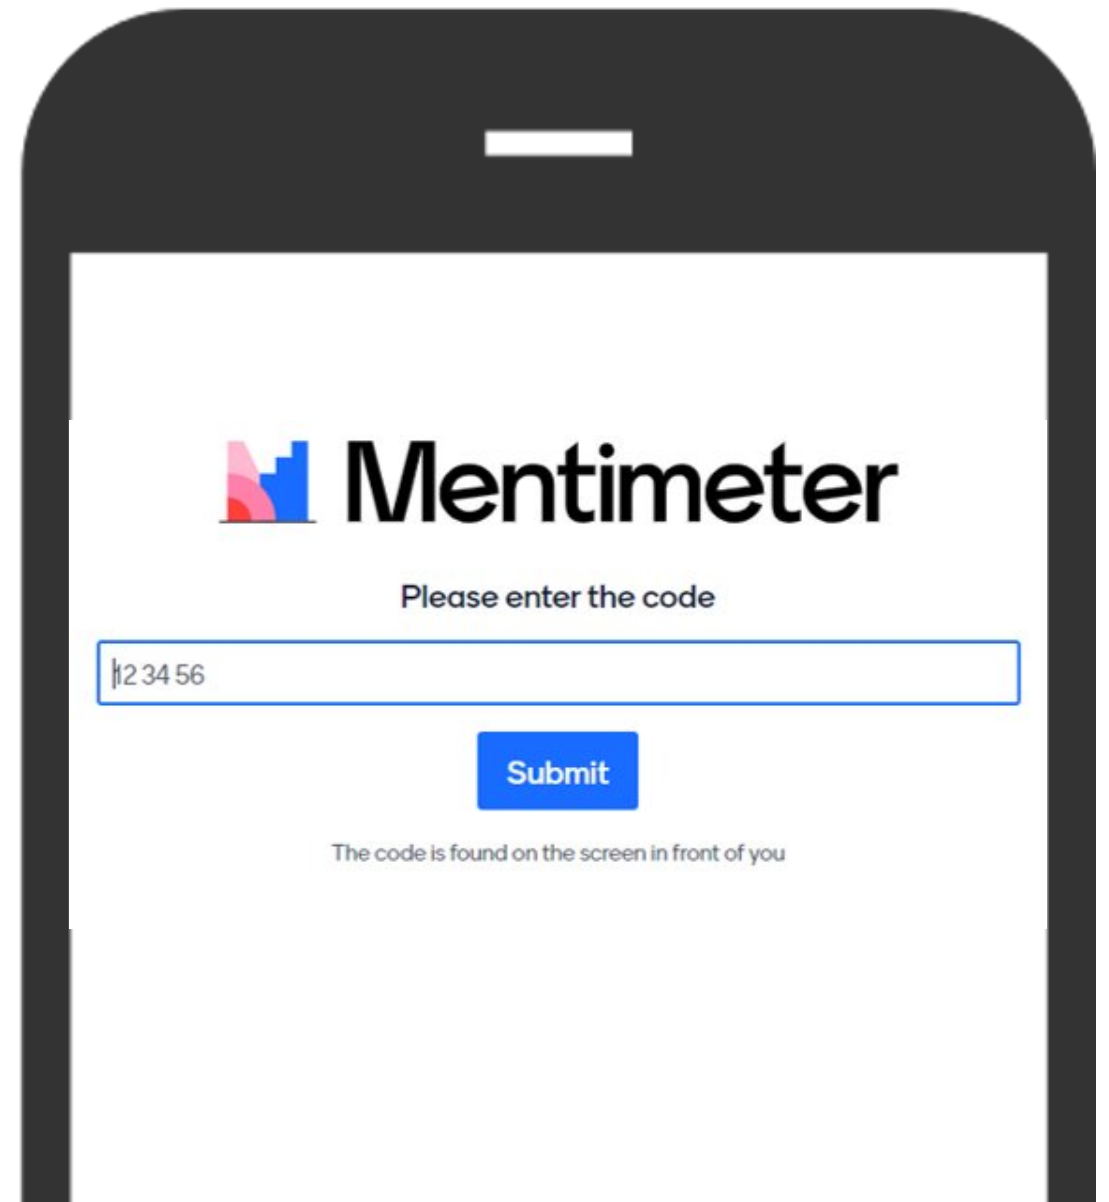 Mentimeter
Please enter the code
12 34 56
Submit
The code is found on the screen in front of you